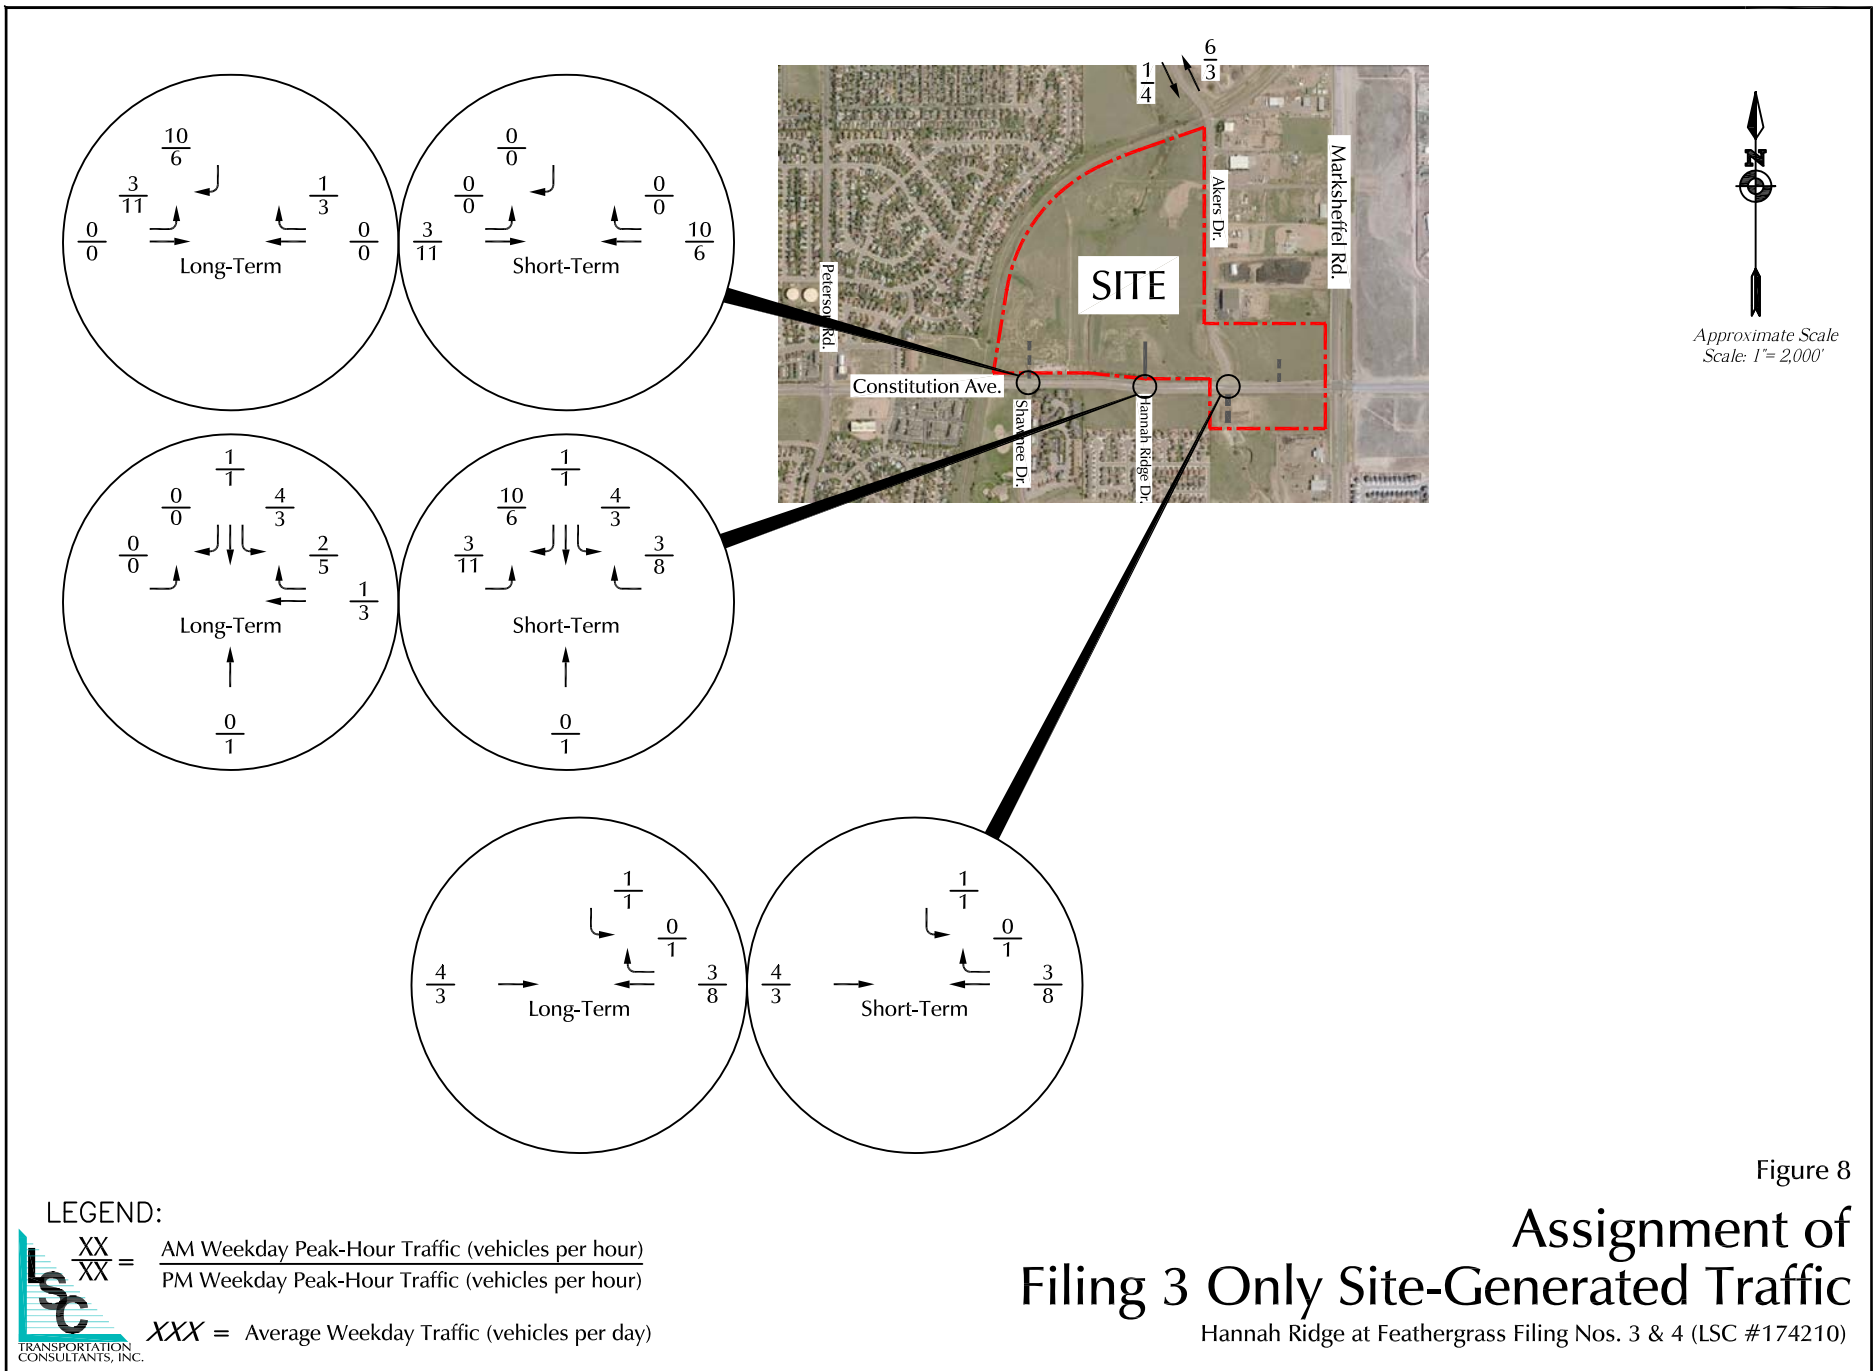 6
3
1
4
10
6
3
11
1
3
0
0
0
0
Long-Term
0
0
0
0
0
0
3
11
10
6
Short-Term
Peterson Rd.
Akers Dr.
Marksheffel Rd.
SITE
Constitution Ave.
Shawnee Dr.
Hannah Ridge Dr.
N
Approximate Scale
Scale: 1"= 2,000'
1
1
0
0
4
3
0
0
2
5
1
3
Long-Term
0
1
1
1
10
6
4
3
3
11
3
8
Short-Term
0
1
1
1
0
1
4
3
3
8
Long-Term
1
1
0
1
4
3
3
8
Short-Term
Figure 8
Assignment of
Filing 3 Only Site-Generated Traffic
Hannah Ridge at Feathergrass Filing Nos. 3 & 4 (LSC #174210)
LEGEND:
XX
XX =
AM Weekday Peak-Hour Traffic (vehicles per hour)
PM Weekday Peak-Hour Traffic (vehicles per hour)
XXX = Average Weekday Traffic (vehicles per day)
LSC
TRANSPORTATION
CONSULTANTS, INC.